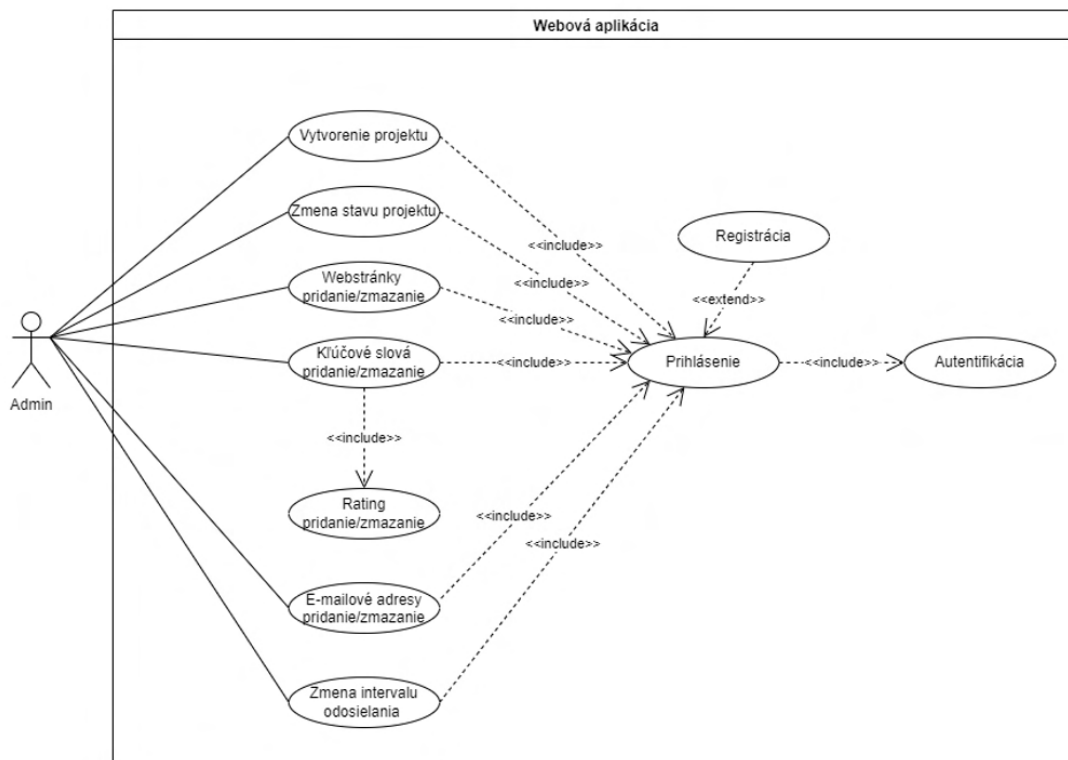 Webová aplikácia
Vytvorenie projektu
Zmena stavu projektu
Registrácia
<<include>>
<<include>>
Webstránky
pridanie/zmazanie
<<extend>>
<<include>>
Admin
Kľúčové slová
pridanie/zmazanie
<<include>>
Prihlásenie
<<include>>
Autentifikácia
<<include>>
Rating
pridanie/zmazanie
<<include>>
<<include>>
E-mailové adresy
pridanie/zmazanie
Zmena intervalu
odosielania